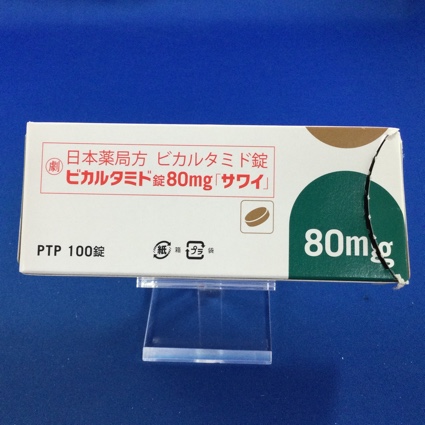 劇
日本薬局方 ビカルタミド錠
ビカルタミド錠80mg「サワイ」
80mg
PTP 100錠
紙 箱 プラ 袋